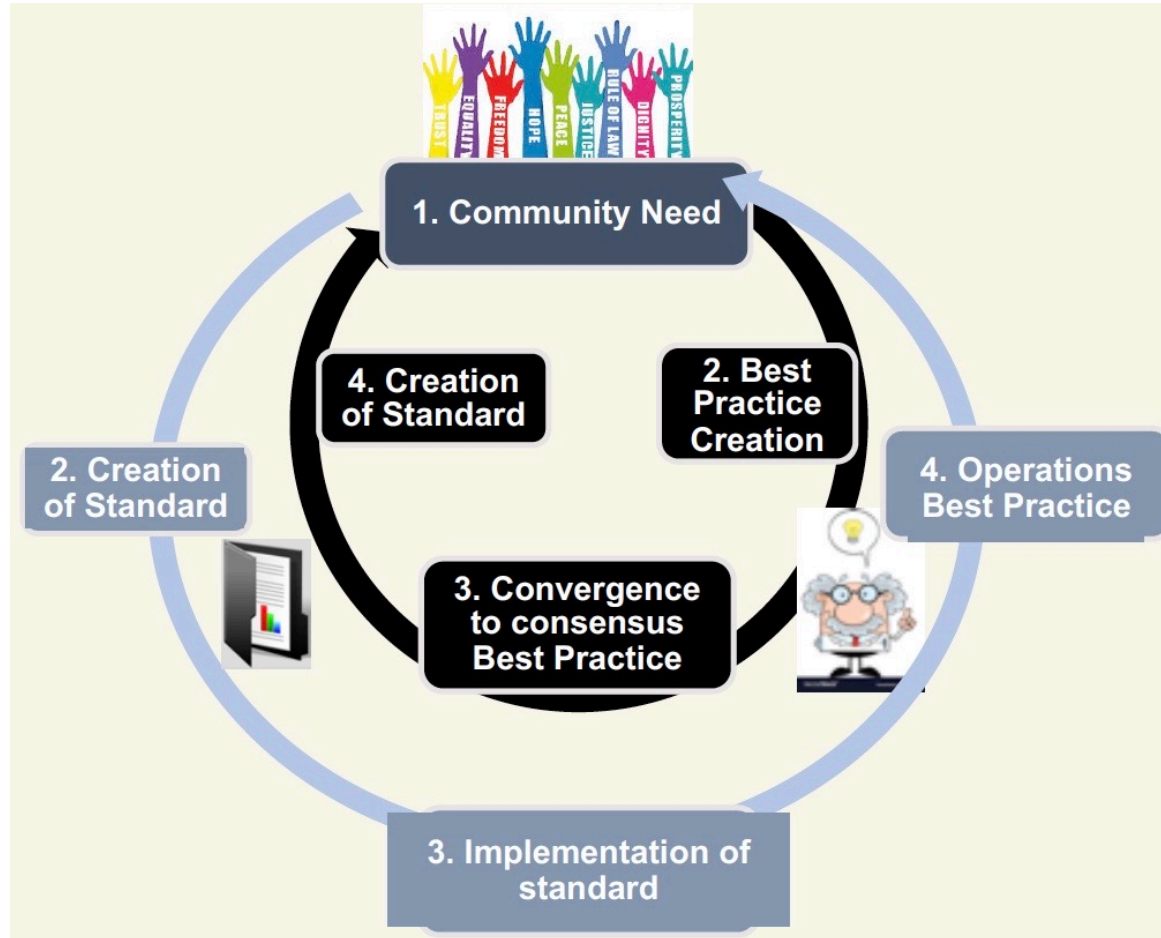 TRUST
EQUALITY
FREEDOM
HOPE
PEACE
JUSTICE
RULE OF LAW
DIGNITY
PROSPERITY
1. Community Need
4. Creation
of Standard
2. Best
Practice
Creation
2. Creation
of Standard
4. Operations
Best Practice
3. Convergence
to consensus
Best Practice
3. Implementation of
standard